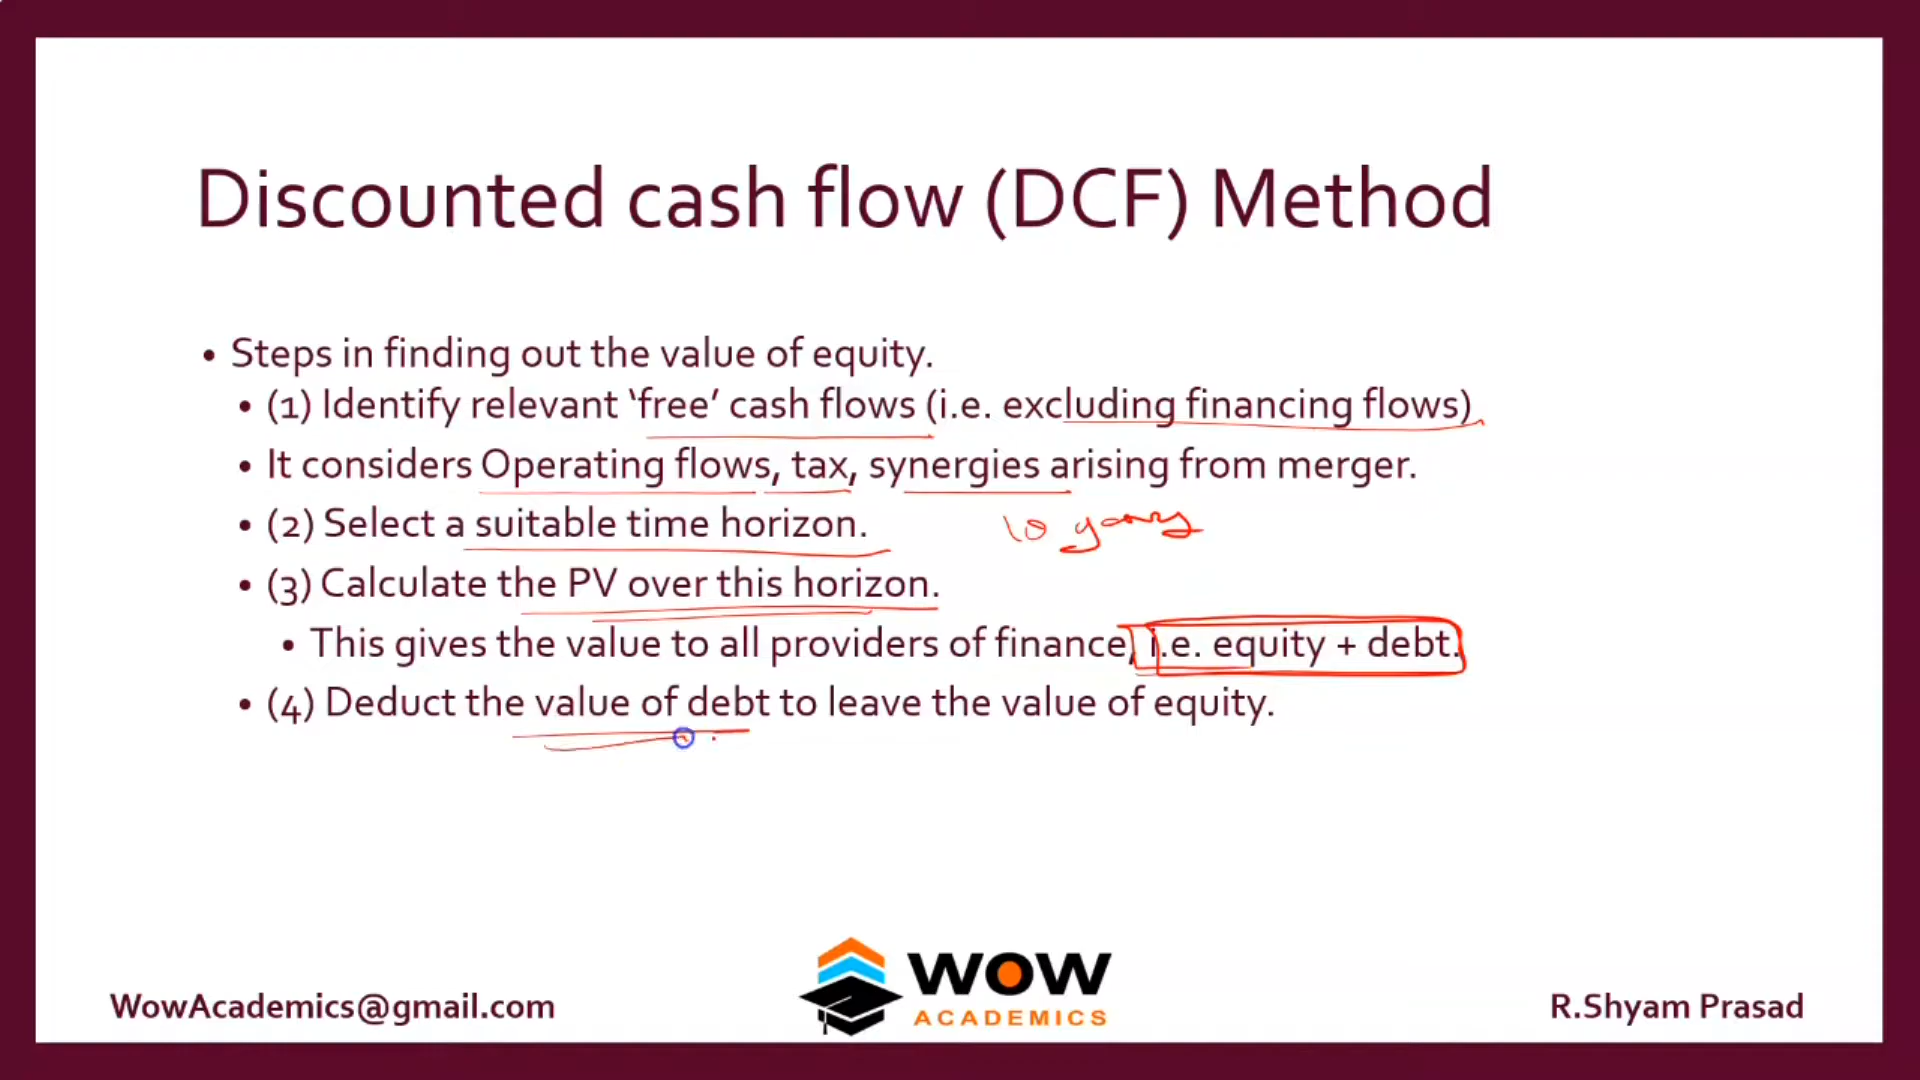 Discounted cash flow (DCF) Method
• Steps in finding out the value of equity.
• (1) Identify relevant ‘free’ cash flows (i.e. excluding financing flows)
• It considers Operating flows, tax, synergies arising from merger.
• (2) Select a suitable time horizon. 10 years
• (3) Calculate the PV over this horizon.
• This gives the value to all providers of finance, i.e. equity + debt.
• (4) Deduct the value of debt to leave the value of equity.
WowAcademics@gmail.com
WOW
ACADEMICS
R.Shyam Prasad